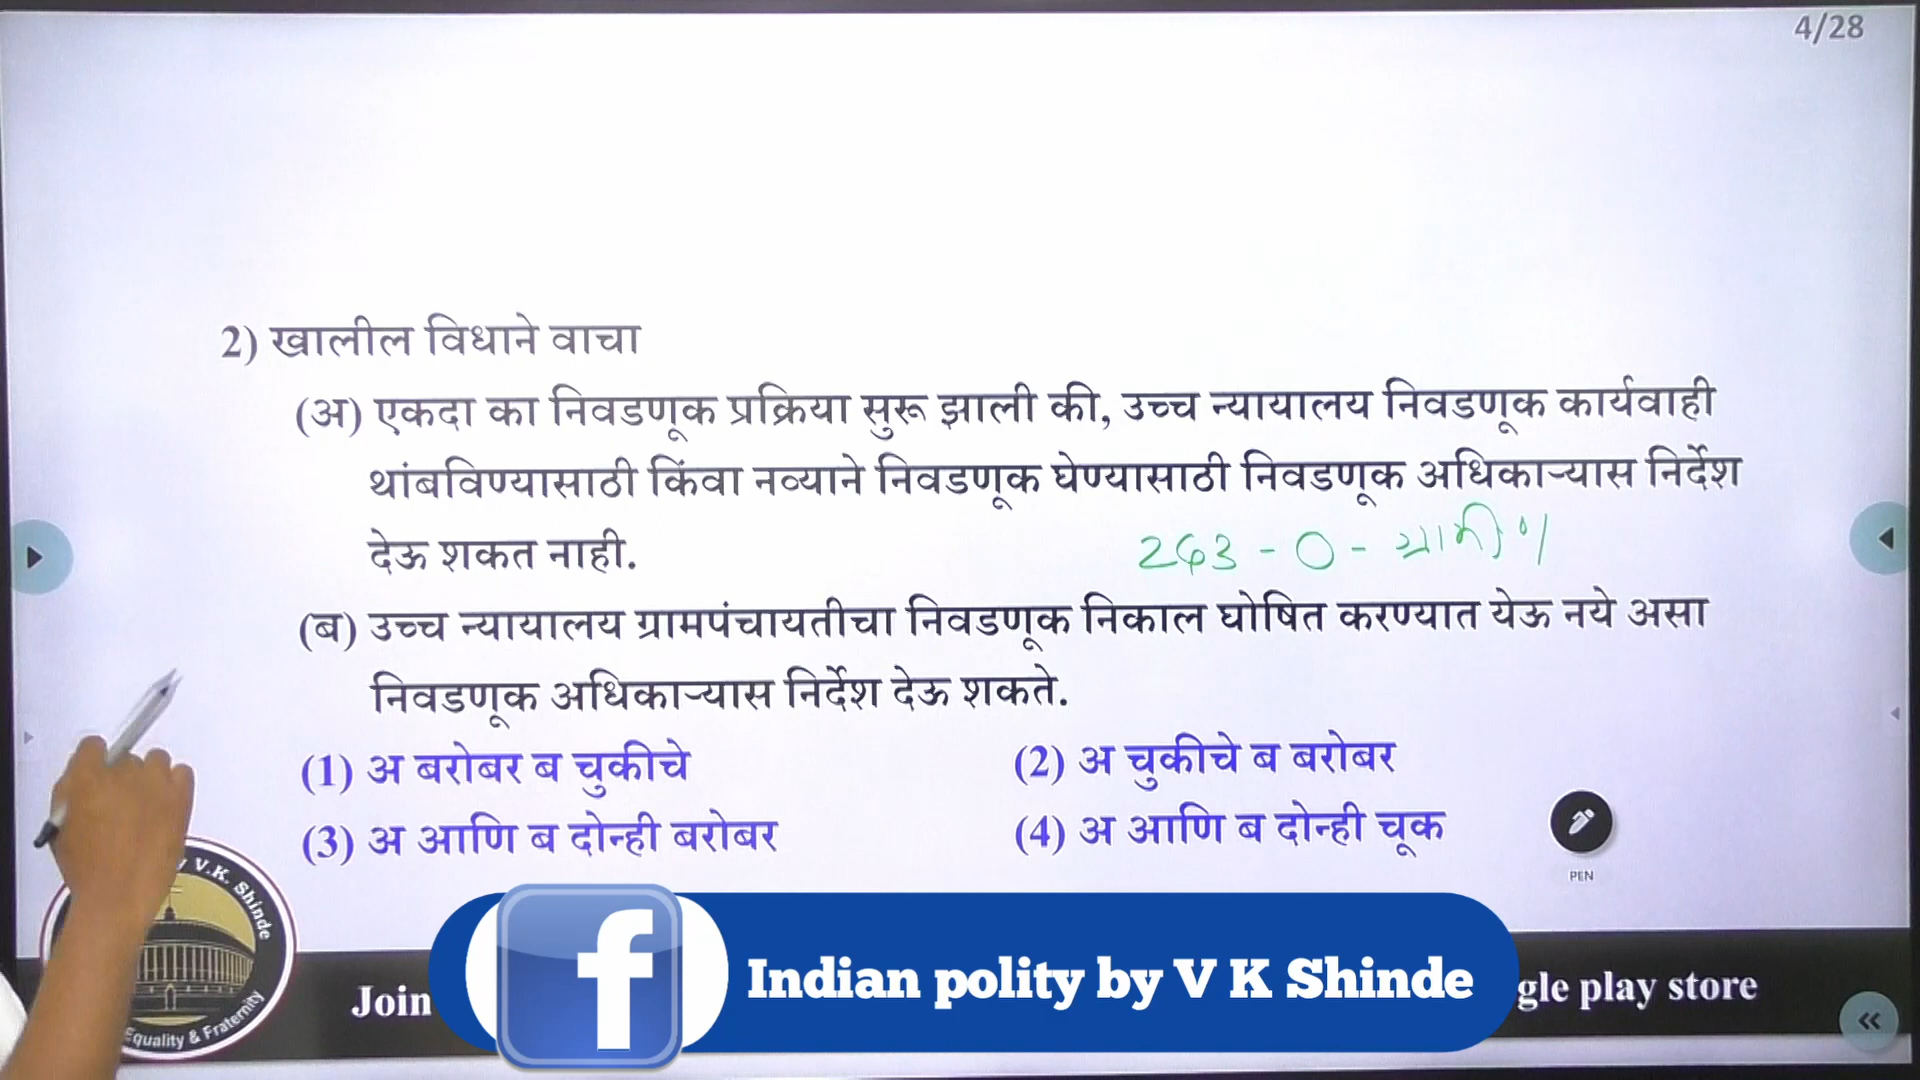 4/28
2) खालील विधाने वाचा
(अ) एकदा का निवडणूक प्रक्रिया सुरू झाली की, उच्च न्यायालय निवडणूक कार्यवाही
थांबविण्यासाठी किंवा नव्याने निवडणूक घेण्यासाठी निवडणूक अधिकाऱ्यास निर्देश
देऊ शकत नाही.
243 - O - ग्रामीण
(ब) उच्च न्यायालय ग्रामपंचायतीचा निवडणूक निकाल घोषित करण्यात येऊ नये असा
निवडणूक अधिकाऱ्यास निर्देश देऊ शकते.
(1) अ बरोबर ब चुकीचे
(2) अ चुकीचे ब बरोबर
(3) अ आणि ब दोन्ही बरोबर
(4) अ आणि ब दोन्ही चूक
PEN
V.K. Shinde
Equality & Fraternity
Join
f
Indian polity by V K Shinde
gle play store